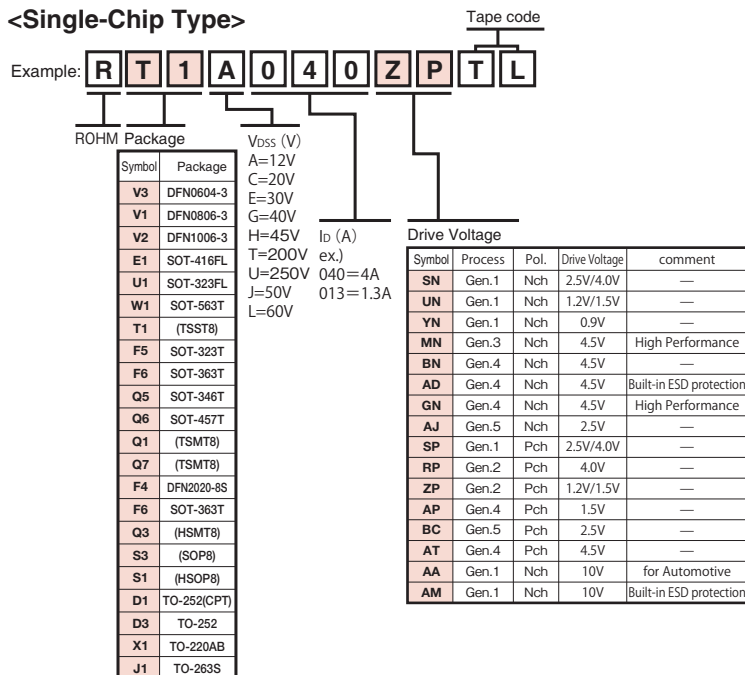 <Single-Chip Type>
Tape code
Example: R T 1 A 0 4 0 Z P T L
ROHM Package
Symbol Package
V3 DFN0604-3
V1 DFN0806-3
V2 DFN1006-3
E1 SOT-416FL
U1 SOT-323FL
W1 SOT-563T
T1 (TSST8)
F5 SOT-323T
F6 SOT-363T
Q5 SOT-346T
Q6 SOT-457T
Q1 (TSMT8)
Q7 (TSMT8)
F4 DFN2020-8S
F6 SOT-363T
Q3 (HSMT8)
S3 (SOP8)
S1 (HSOP8)
D1 TO-252(CPT)
D3 TO-252
X1 TO-220AB
J1 TO-263S
VDSS (V)
A=12V
C=20V
E=30V
G=40V
H=45V
T=200V
U=250V
J=50V
L=60V
ID (A)
ex.)
040=4A
013=1.3A
Drive Voltage
Symbol Process Pol. Drive Voltage comment
SN Gen.1 Nch 2.5V/4.0V —
UN Gen.1 Nch 1.2V/1.5V —
YN Gen.1 Nch 0.9V —
MN Gen.3 Nch 4.5V High Performance
BN Gen.4 Nch 4.5V —
AD Gen.4 Nch 4.5V Built-in ESD protection
GN Gen.4 Nch 4.5V High Performance
AJ Gen.5 Nch 2.5V —
SP Gen.1 Pch 2.5V/4.0V —
RP Gen.2 Pch 4.0V —
ZP Gen.2 Pch 1.2V/1.5V —
AP Gen.4 Pch 1.5V —
BC Gen.5 Pch 2.5V —
AT Gen.4 Pch 4.5V —
AA Gen.1 Nch 10V for Automotive
AM Gen.1 Nch 10V Built-in ESD protection